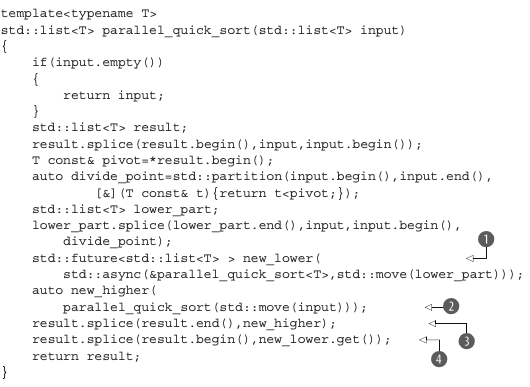 template<typename T>
std::list<T> parallel_quick_sort(std::list<T> input)
{
    if(input.empty())
    {
        return input;
    }
    std::list<T> result;
    result.splice(result.begin(),input,input.begin());
    T const& pivot=*result.begin();
    auto divide_point=std::partition(input.begin(),input.end(),
            [&](T const& t){return t<pivot;});
    std::list<T> lower_part;
    lower_part.splice(lower_part.end(),input,input.begin(),
        divide_point);
    std::future<std::list<T> > new_lower( 1
        std::async(&parallel_quick_sort<T>,std::move(lower_part)));
    auto new_higher(
        parallel_quick_sort(std::move(input))); 2
    result.splice(result.end(),new_higher); 3
    result.splice(result.begin(),new_lower.get()); 4
    return result;
}